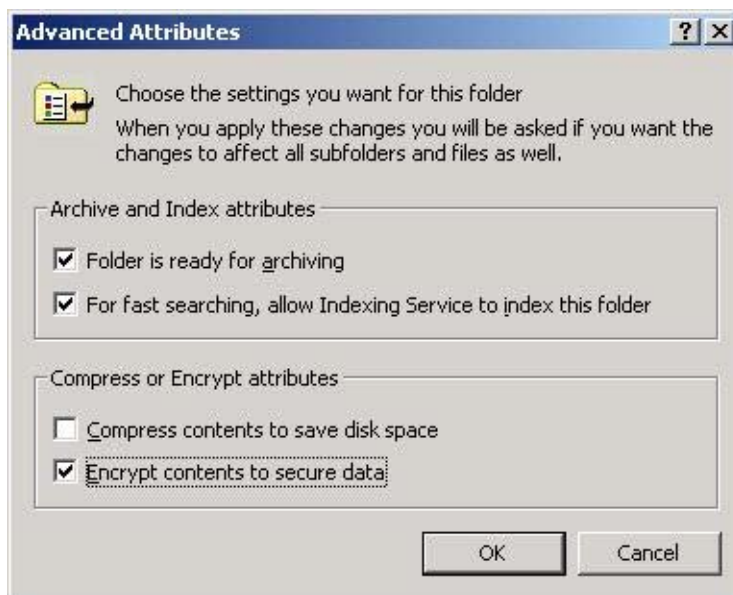 Advanced Attributes
Choose the settings you want for this folder
When you apply these changes you will be asked if you want the
changes to affect all subfolders and files as well.
Archive and Index attributes
Folder is ready for archiving
For fast searching, allow Indexing Service to index this folder
Compress or Encrypt attributes
Compress contents to save disk space
Encrypt contents to secure data
OK Cancel